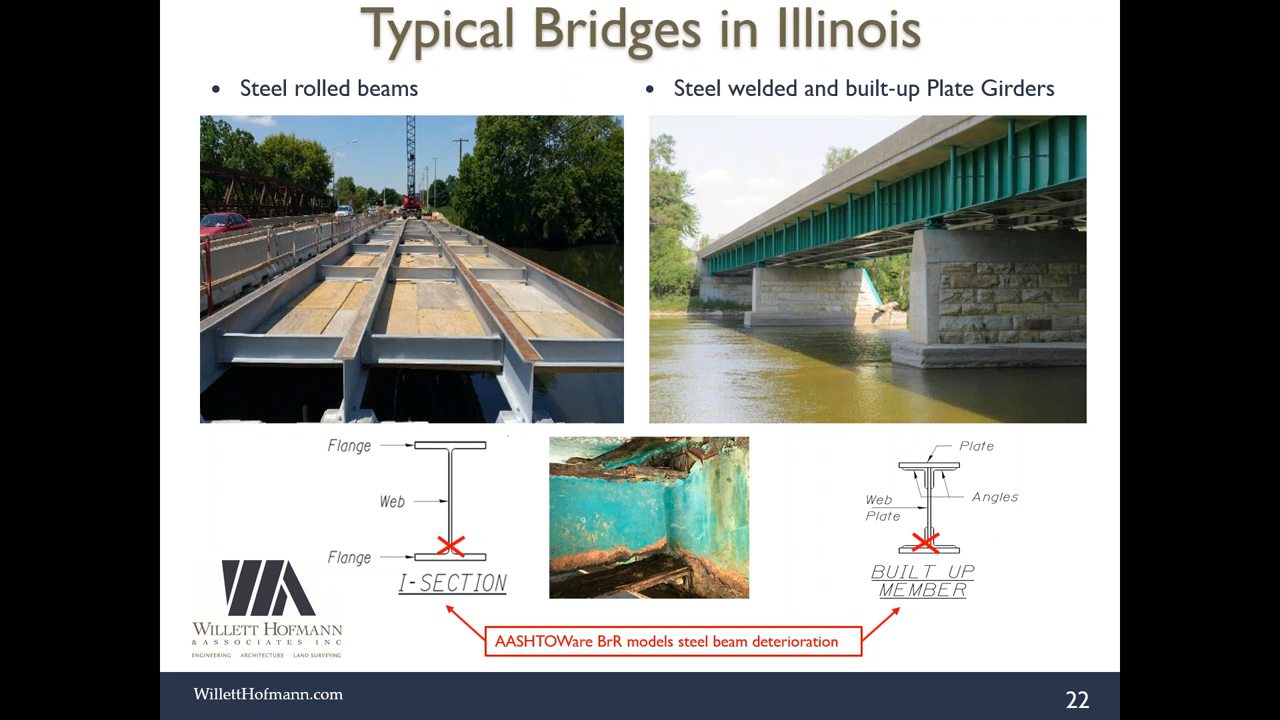 Typical Bridges in Illinois
• Steel rolled beams
• Steel welded and built-up Plate Girders
Flange
Web
Flange
I-SECTION
Plate
Angles
Web
Plate
BUILT UP
MEMBER
AASHTOWare BrR models steel beam deterioration
WILLETT HOFMANN
& ASSOCIATES INC
ENGINEERING ARCHITECTURE LAND SURVEYING
WillettHofmann.com
22